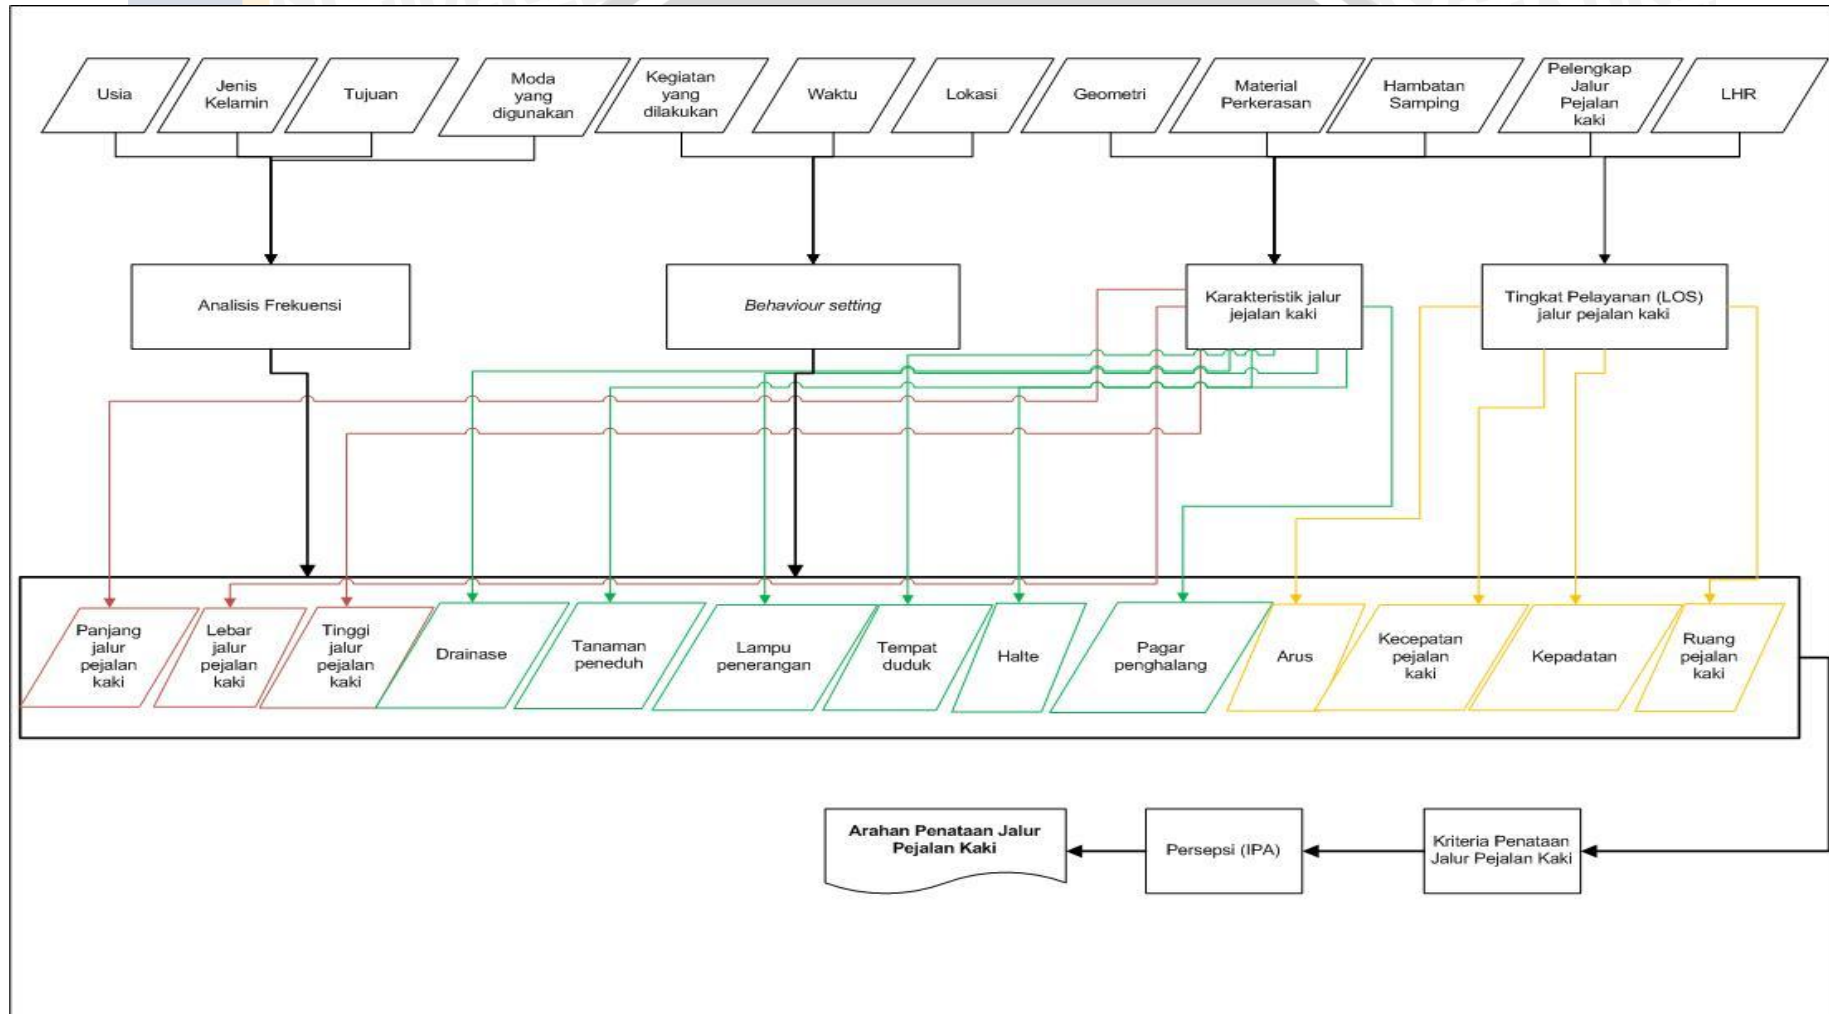 Usia
Jenis
Kelamin
Tujuan
Moda
yang
digunakan
Kegiatan
yang
dilakukan
Waktu
Lokasi
Geometri
Material
Perkerasan
Hambatan
Samping
Pelengkap
Jalur
Pejalan
kaki
LHR
Analisis Frekuensi
Behaviour setting
Karakteristik jalur
jejalan kaki
Tingkat Pelayanan (LOS)
jalur pejalan kaki
Panjang
jalur
pejalan
kaki
Lebar
jalur
pejalan
kaki
Tinggi
jalur
pejalan
kaki
Drainase
Tanaman
peneduh
Lampu
penerangan
Tempat
duduk
Halte
Pagar
penghalang
Arus
Kecepatan
pejalan
kaki
Kepadatan
Ruang
pejalan
kaki
Arahan Penataan Jalur
Pejalan Kaki
Persepsi (IPA)
Kriteria Penataan
Jalur Pejalan Kaki